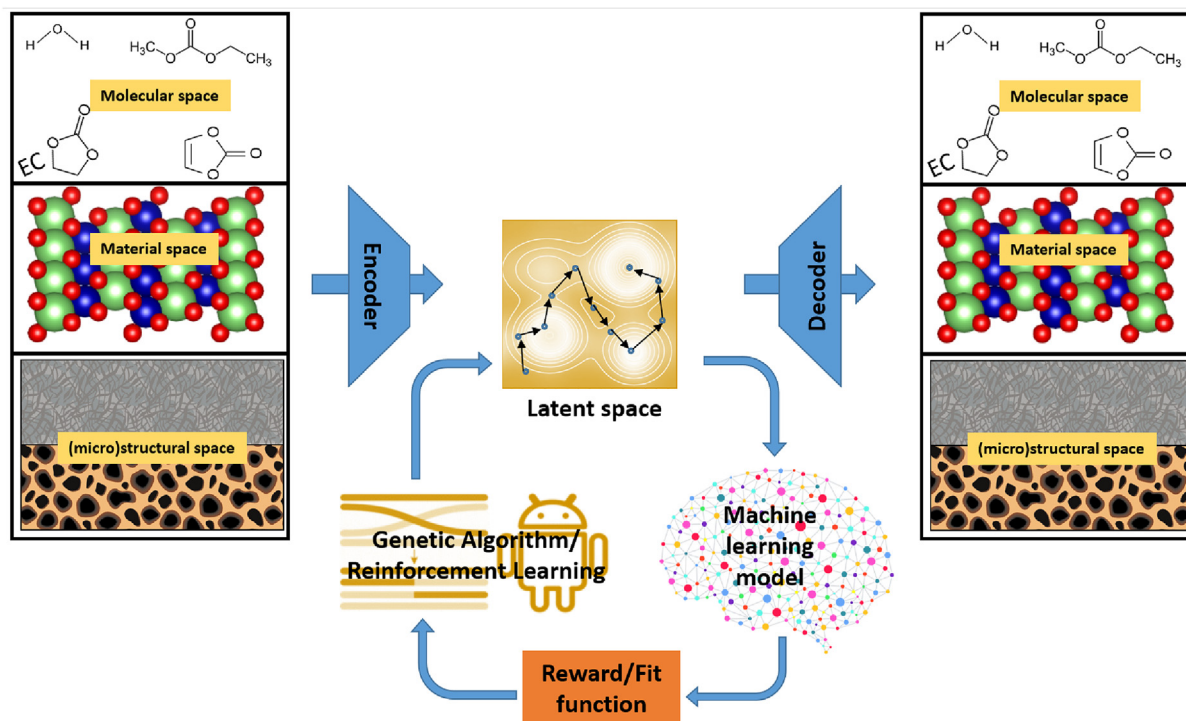 O
H H
O
H₃C O O CH₃
Molecular space
O
O O
EC
O
O
O
Material space
(micro)structural space
Encoder
Latent space
Decoder
Genetic Algorithm/
Reinforcement Learning
Machine
learning
model
Reward/Fit
function
O
H H
O
H₃C O O CH₃
Molecular space
O
O O
EC
O
O
O
Material space
(micro)structural space